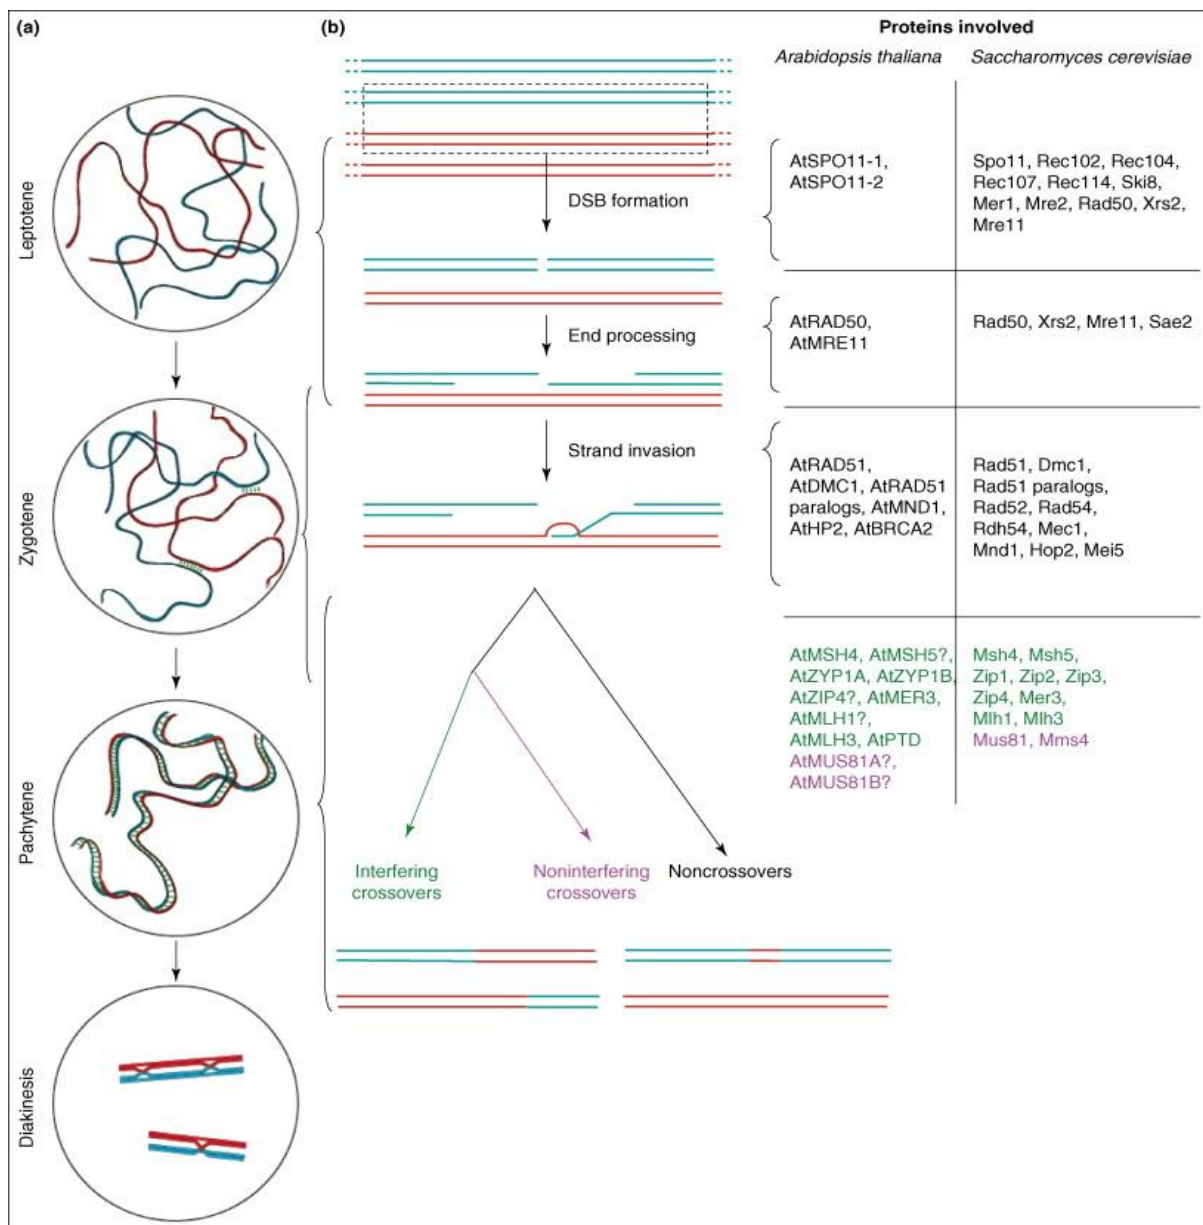 (a)
(b)
Proteins involved
Arabidopsis thaliana
Saccharomyces cerevisiae
Leptotene
Zygotene
Pachytene
Diakinesis
DSB formation
End processing
Strand invasion
Interfering
crossovers
Noninterfering
crossovers
Noncrossovers
AtSPO11-1,
AtSPO11-2
Spo11, Rec102, Rec104,
Rec107, Rec114, Ski8,
Mer1, Mre2, Rad50, Xrs2,
Mre11
AtRAD50,
AtMRE11
Rad50, Xrs2, Mre11, Sae2
AtRAD51,
AtDMC1, AtRAD51
paralogs, AtMND1,
AtHP2, AtBRCA2
Rad51, Dmc1,
Rad51 paralogs,
Rad52, Rad54,
Rdh54, Mec1,
Mnd1, Hop2, Mei5
AtMSH4, AtMSH5?,
AtZYP1A, AtZYP1B,
AtZIP4?, AtMER3,
AtMLH1?,
AtMLH3, AtPTD
AtMUS81A?,
AtMUS81B?
Msh4, Msh5,
Zip1, Zip2, Zip3,
Zip4, Mer3,
Mlh1, Mlh3
Mus81, Mms4